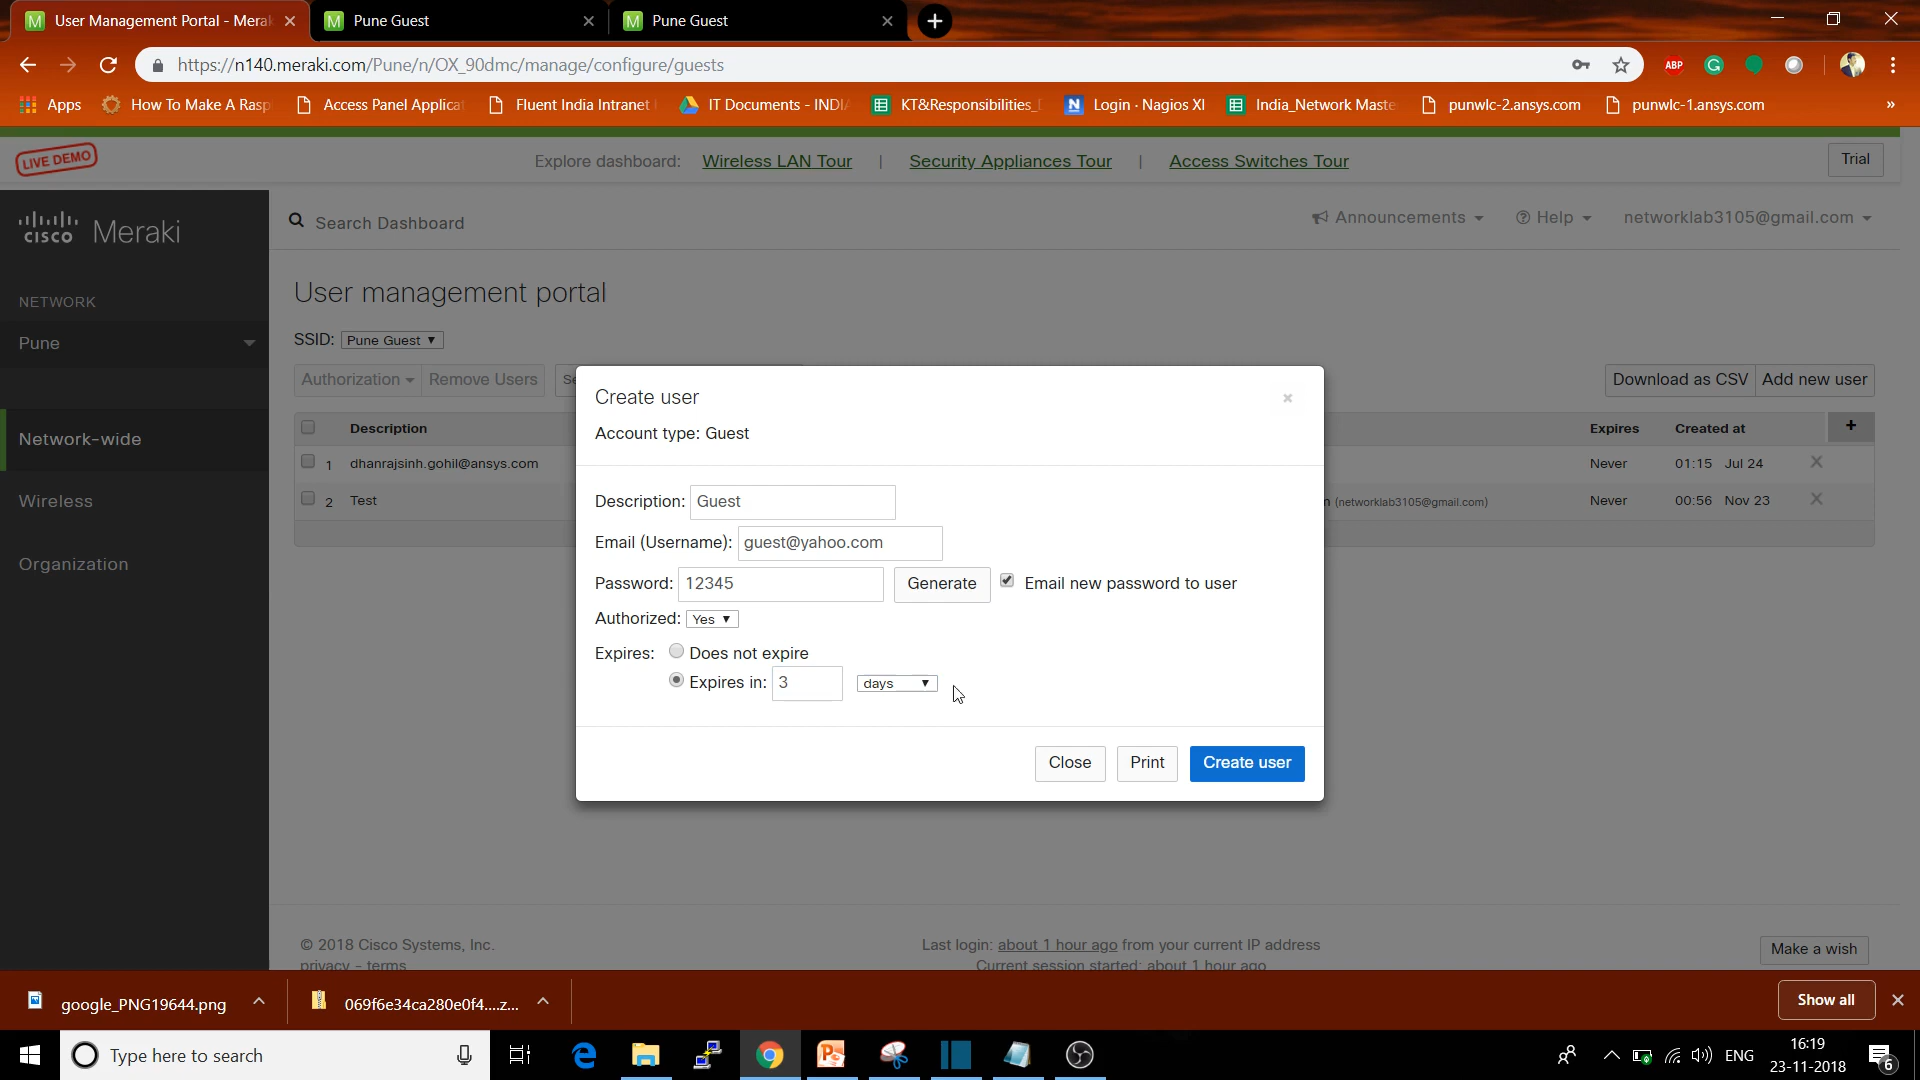 User Management Portal - Merak
Pune Guest
Pune Guest
https://n140.meraki.com/Pune/n/OX_90dmc/manage/configure/guests
ABP
Apps
How To Make A Rasp
Access Panel Applicat
Fluent India Intranet
IT Documents - INDI
KT&Responsibilities_
Login · Nagios XI
India_Network Maste
punwlc-2.ansys.com
punwlc-1.ansys.com
»
LIVE DEMO
Explore dashboard:
Wireless LAN Tour
|
Security Appliances Tour
|
Access Switches Tour
Trial
cisco Meraki
Search Dashboard
Announcements
Help
networklab3105@gmail.com
NETWORK
Pune
Network-wide
Wireless
Organization
User management portal
SSID: Pune Guest
Authorization
Remove Users
Se
Download as CSV
Add new user
Description
Expires
Created at
+
1 dhanrajsinh.gohil@ansys.com
Never
01:15 Jul 24
2 Test
(networklab3105@gmail.com)
Never
00:56 Nov 23
Create user
Account type: Guest
Description: Guest
Email (Username): guest@yahoo.com
Password: 12345
Generate
Email new password to user
Authorized: Yes
Expires: Does not expire
Expires in: 3 days
Close
Print
Create user
© 2018 Cisco Systems, Inc.
privacy - terms
Last login: about 1 hour ago from your current IP address
Current session started: about 1 hour ago
Make a wish
google_PNG19644.png
069f6e34ca280e0f4....z...
Show all
Type here to search
ENG
16:19
23-11-2018
6